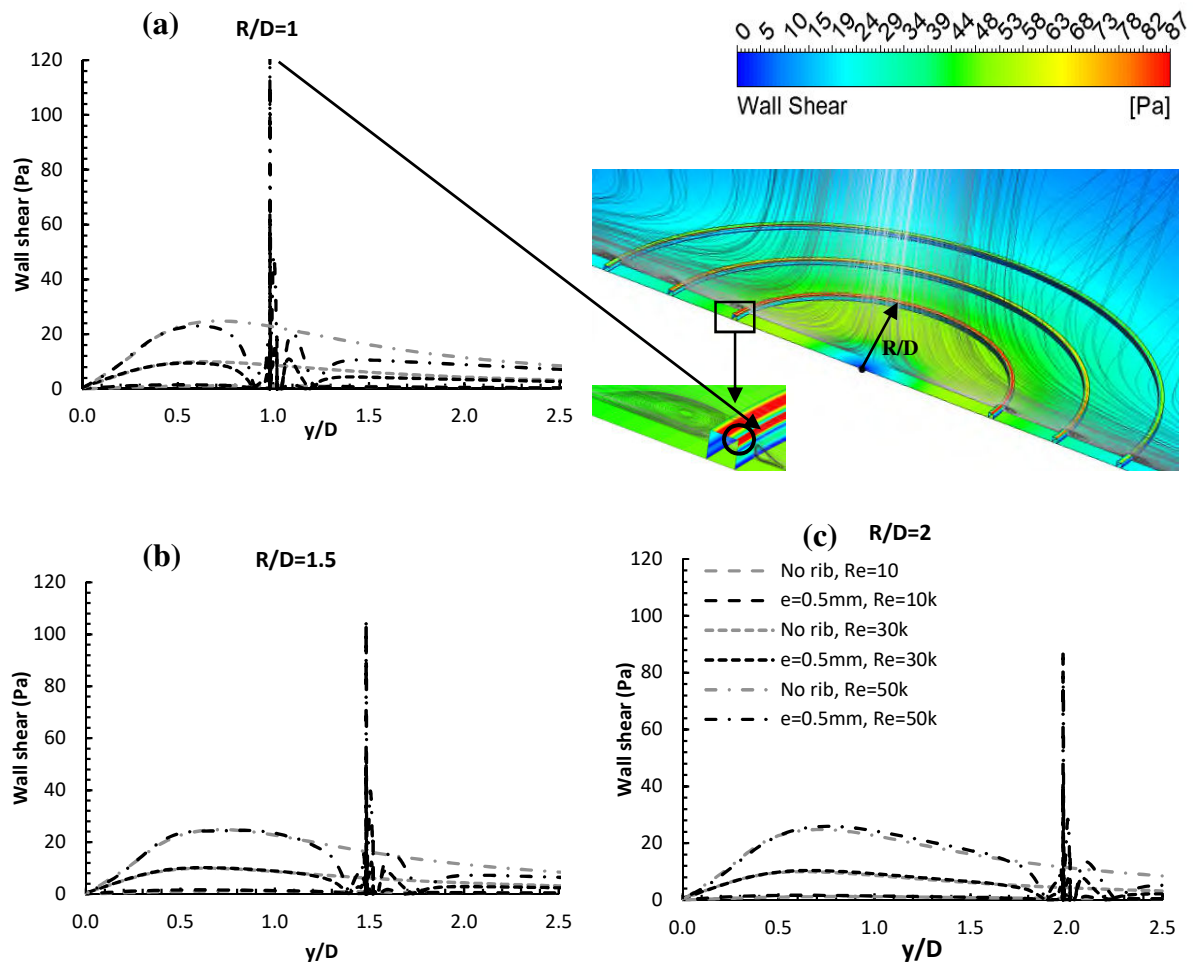 (a)
R/D=1
120
100
80
60
40
20
0
Wall shear (Pa)
0.0 0.5 1.0 1.5 2.0 2.5
y/D
0 5 10 15 19 24 29 34 39 44 48 53 58 63 68 73 78 82 87
Wall Shear [Pa]
R/D
(b)
R/D=1.5
120
100
80
60
40
20
0
Wall shear (Pa)
0.0 0.5 1.0 1.5 2.0 2.5
y/D
(c)
R/D=2
120
100
80
60
40
20
0
Wall shear (Pa)
No rib, Re=10
e=0.5mm, Re=10k
No rib, Re=30k
e=0.5mm, Re=30k
No rib, Re=50k
e=0.5mm, Re=50k
0.0 0.5 1.0 1.5 2.0 2.5
y/D